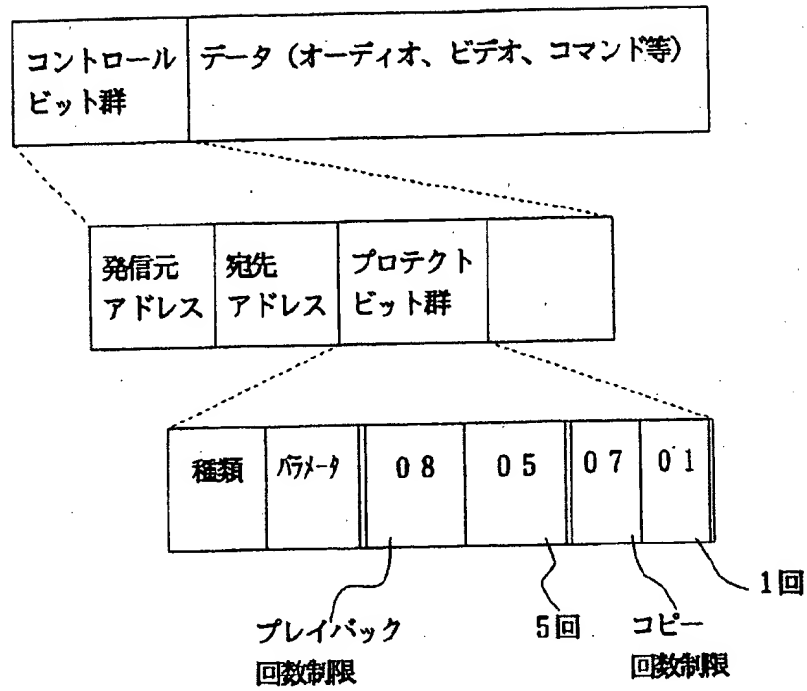 コントロール
ビット群
データ（オーディオ、ビデオ、コマンド等）
発信元
アドレス
宛先
アドレス
プロテクト
ビット群
種類
パラメータ
０８
０５
０７
０１
プレイバック
回数制限
5回
コピー
回数制限
1回